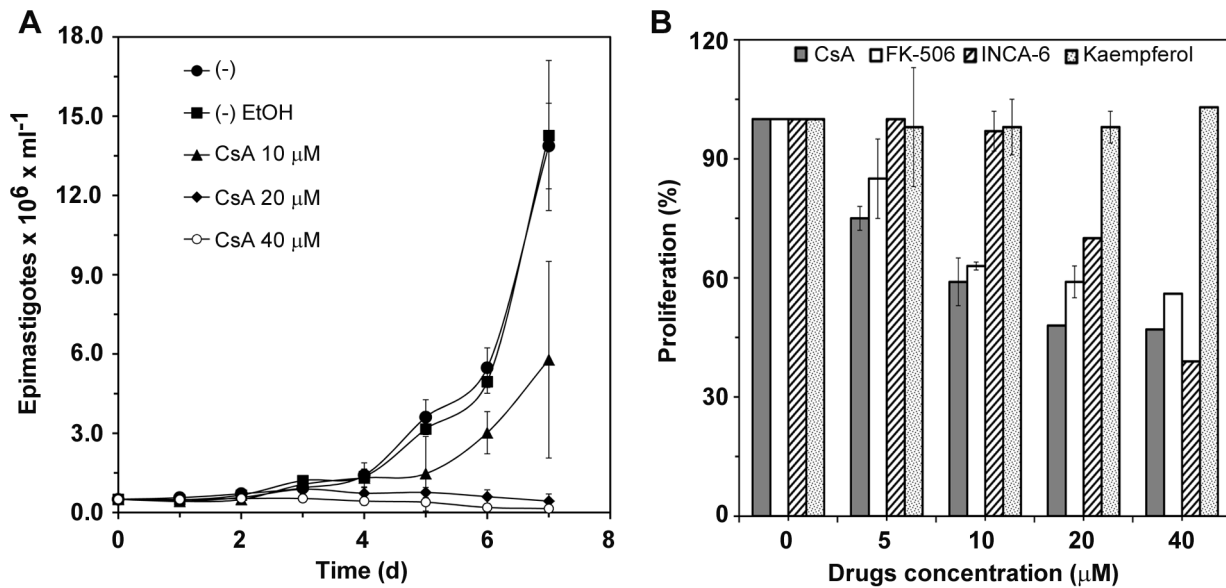 A
Epimastigotes x 10⁶ x ml⁻¹
18.0
15.0
12.0
9.0
6.0
3.0
0.0
(-)
(-) EtOH
CsA 10 μM
CsA 20 μM
CsA 40 μM
0 2 4 6 8
Time (d)
B
Proliferation (%)
120
90
60
30
0
CsA FK-506 INCA-6 Kaempferol
0 5 10 20 40
Drugs concentration (μM)